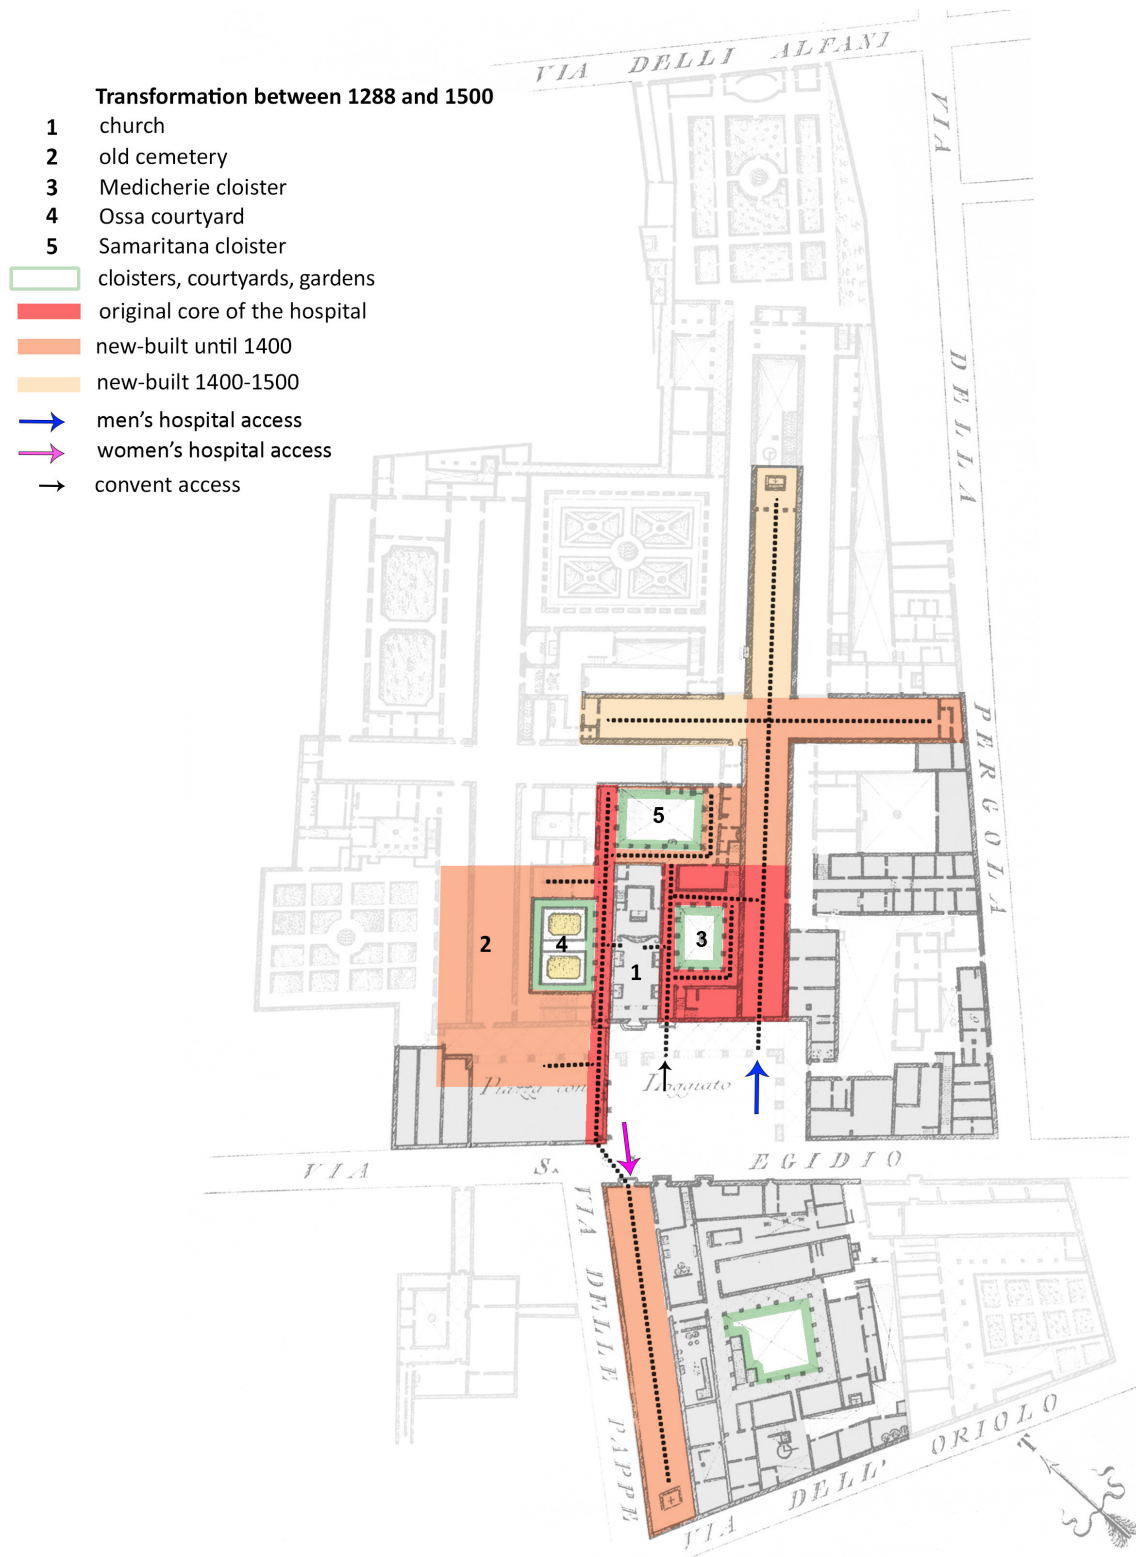 VIA DELLI ALFANI
Transformation between 1288 and 1500
1 church
2 old cemetery
3 Medicherie cloister
4 Ossa courtyard
5 Samaritana cloister
cloisters, courtyards, gardens
original core of the hospital
new-built until 1400
new-built 1400-1500
men's hospital access
women's hospital access
convent access
VIA DELLA PERGOLA
5
2
4
3
1
Piazza con Loggiato
VIA S. EGIDIO
VIA DELLE PAPPE
VIA DELL' ORIOLO
T